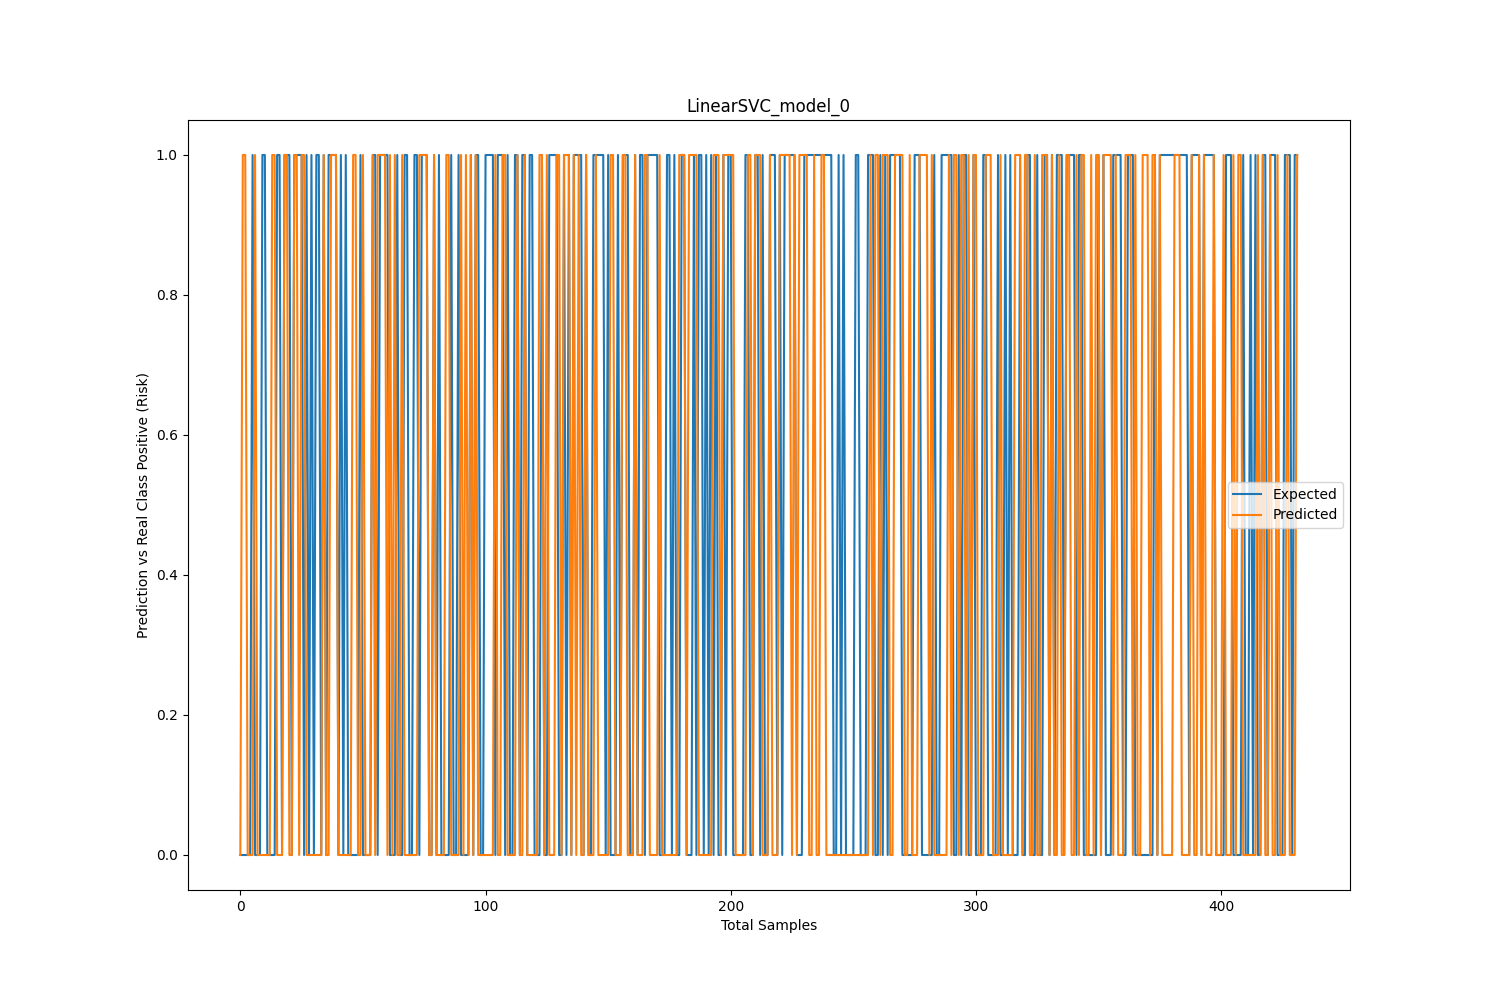 LinearSVC_model_0
1.0
0.8
0.6
0.4
0.2
0.0
Prediction vs Real Class Positive (Risk)
Expected
Predicted
0
100
200
300
400
Total Samples